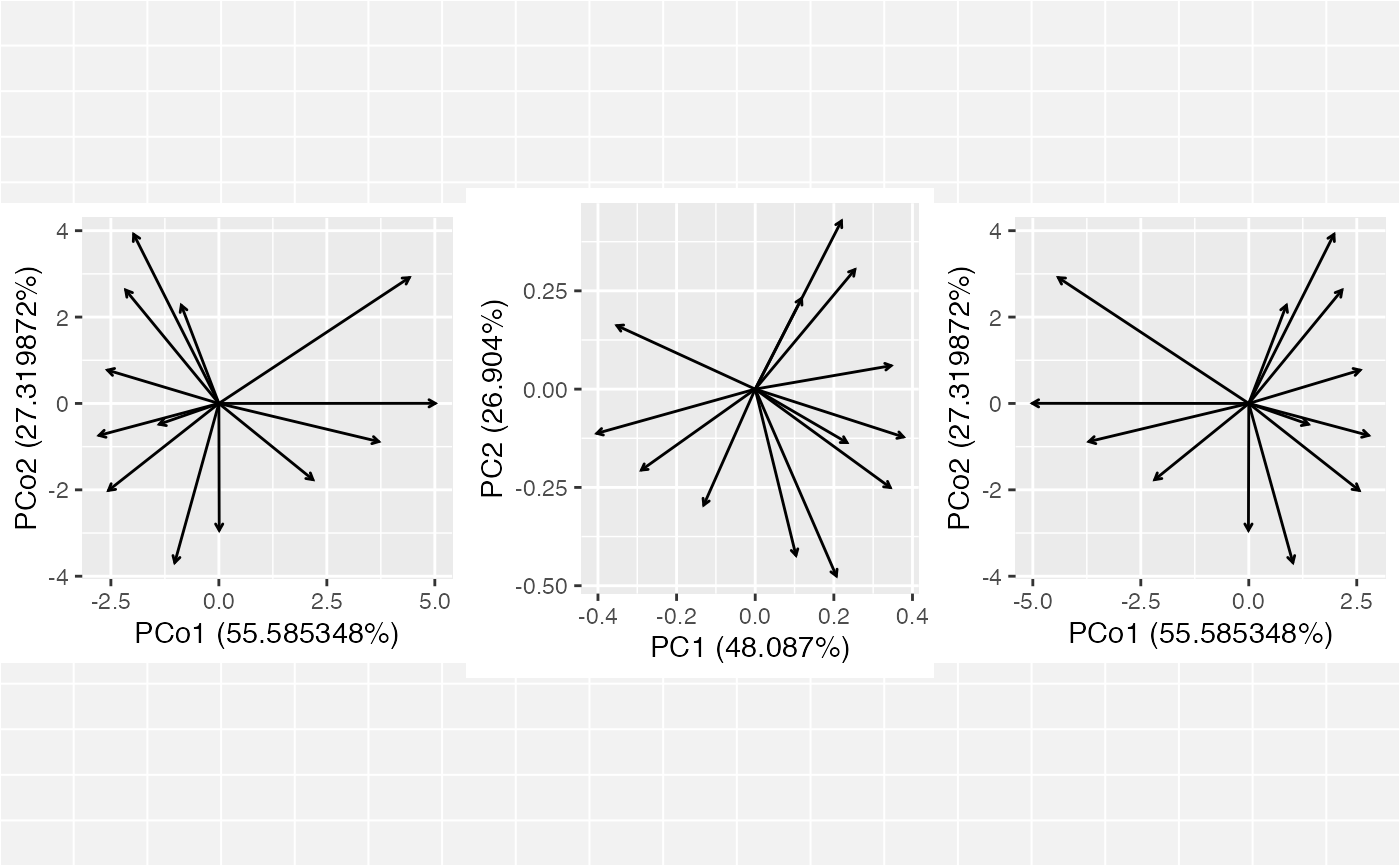 4
2
0
-2
-4
PCo2 (27.319872%)
-2.5 0.0 2.5 5.0
PCo1 (55.585348%)
0.25
0.00
-0.25
-0.50
PC2 (26.904%)
-0.4 -0.2 0.0 0.2 0.4
PC1 (48.087%)
4
2
0
-2
-4
PCo2 (27.319872%)
-5.0 -2.5 0.0 2.5
PCo1 (55.585348%)